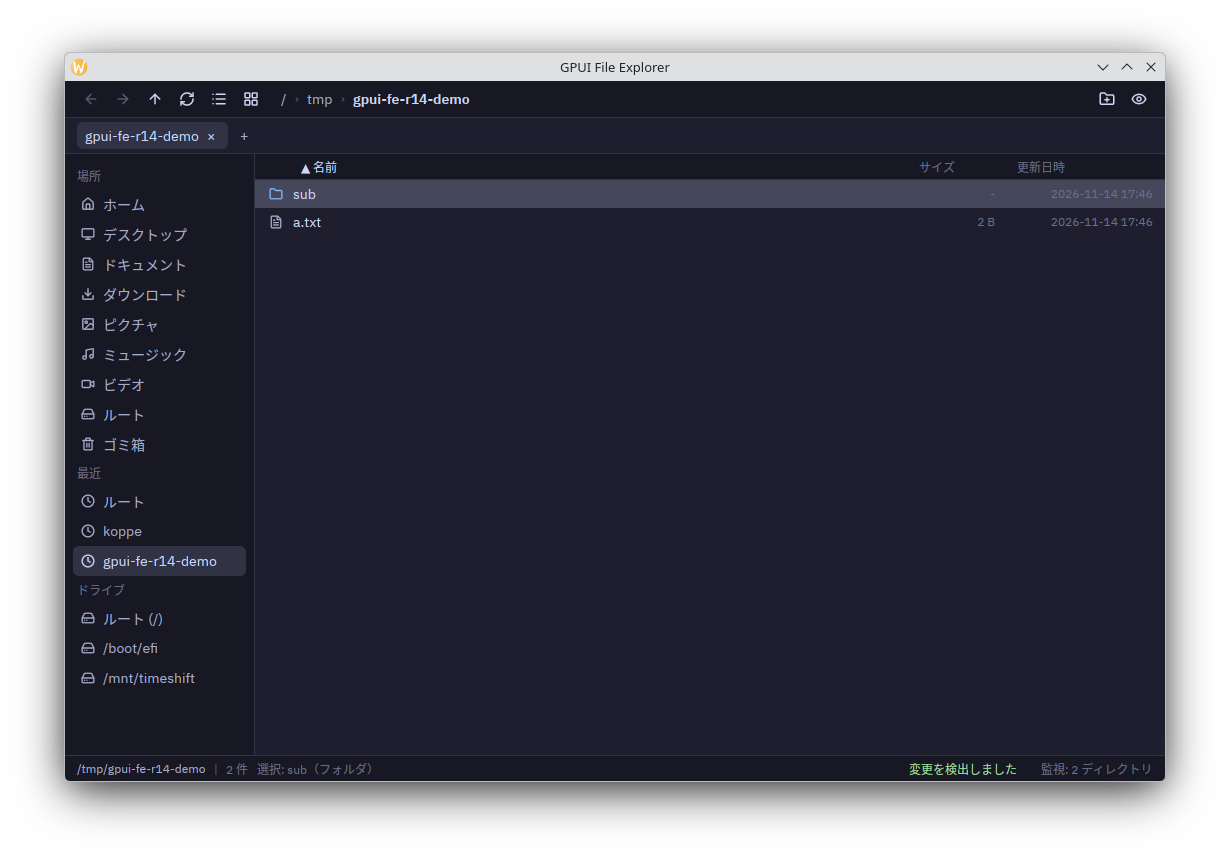 GPUI File Explorer
/ › tmp › gpui-fe-r14-demo
gpui-fe-r14-demo × +
場所
ホーム
デスクトップ
ドキュメント
ダウンロード
ピクチャ
ミュージック
ビデオ
ルート
ゴミ箱
最近
ルート
koppe
gpui-fe-r14-demo
ドライブ
ルート (/)
/boot/efi
/mnt/timeshift
▲名前 サイズ 更新日時
sub - 2026-11-14 17:46
a.txt 2 B 2026-11-14 17:46
/tmp/gpui-fe-r14-demo | 2 件 選択: sub（フォルダ） 変更を検出しました 監視: 2 ディレクトリ